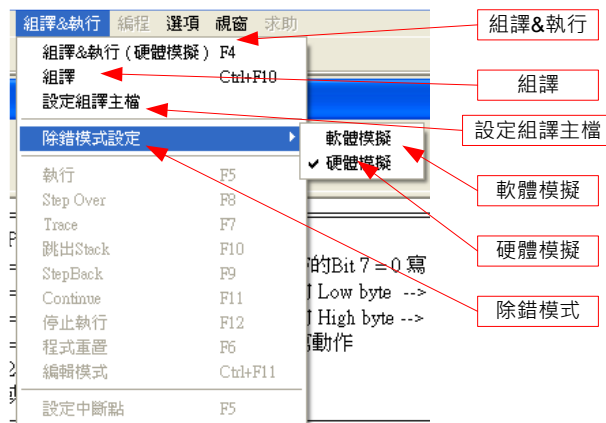 組譯&執行 編程 選項 視窗 求助
組譯&執行(硬體模擬) F4
組譯 Ctrl+F10
設定組譯主檔
除錯模式設定
軟體模擬
硬體模擬
執行 F5
Step Over F8
Trace F7
跳出Stack F10
StepBack F9
Continue F11
停止執行 F12
程式重置 F6
編輯模式 Ctrl+F11
設定中斷點 F5
的Bit 7 = 0 寫
Low byte -->
High byte -->
動作
組譯&執行
組譯
設定組譯主檔
軟體模擬
硬體模擬
除錯模式